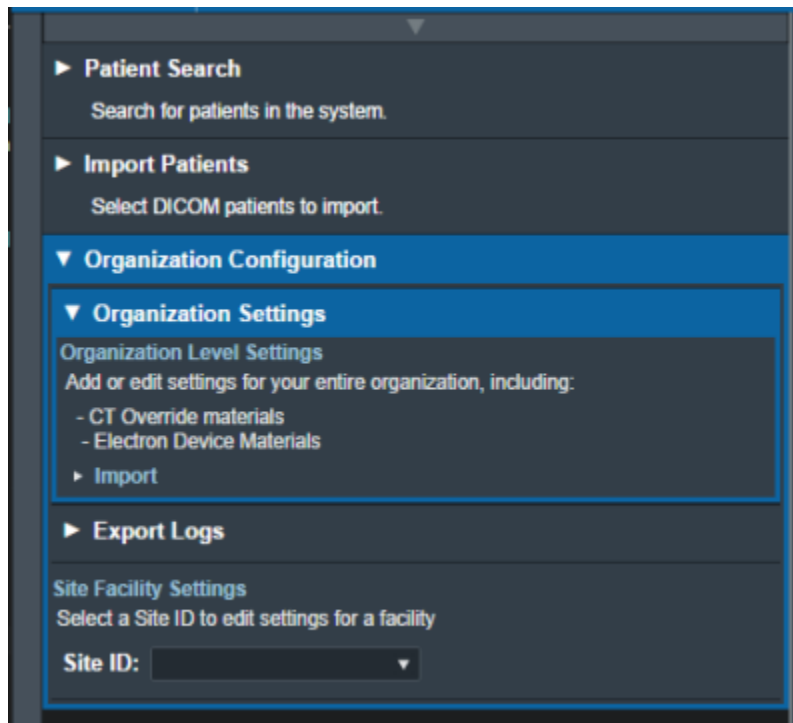 Patient Search
Search for patients in the system.
Import Patients
Select DICOM patients to import.
Organization Configuration
Organization Settings
Organization Level Settings
Add or edit settings for your entire organization, including:
- CT Override materials
- Electron Device Materials
Import
Export Logs
Site Facility Settings
Select a Site ID to edit settings for a facility
Site ID: